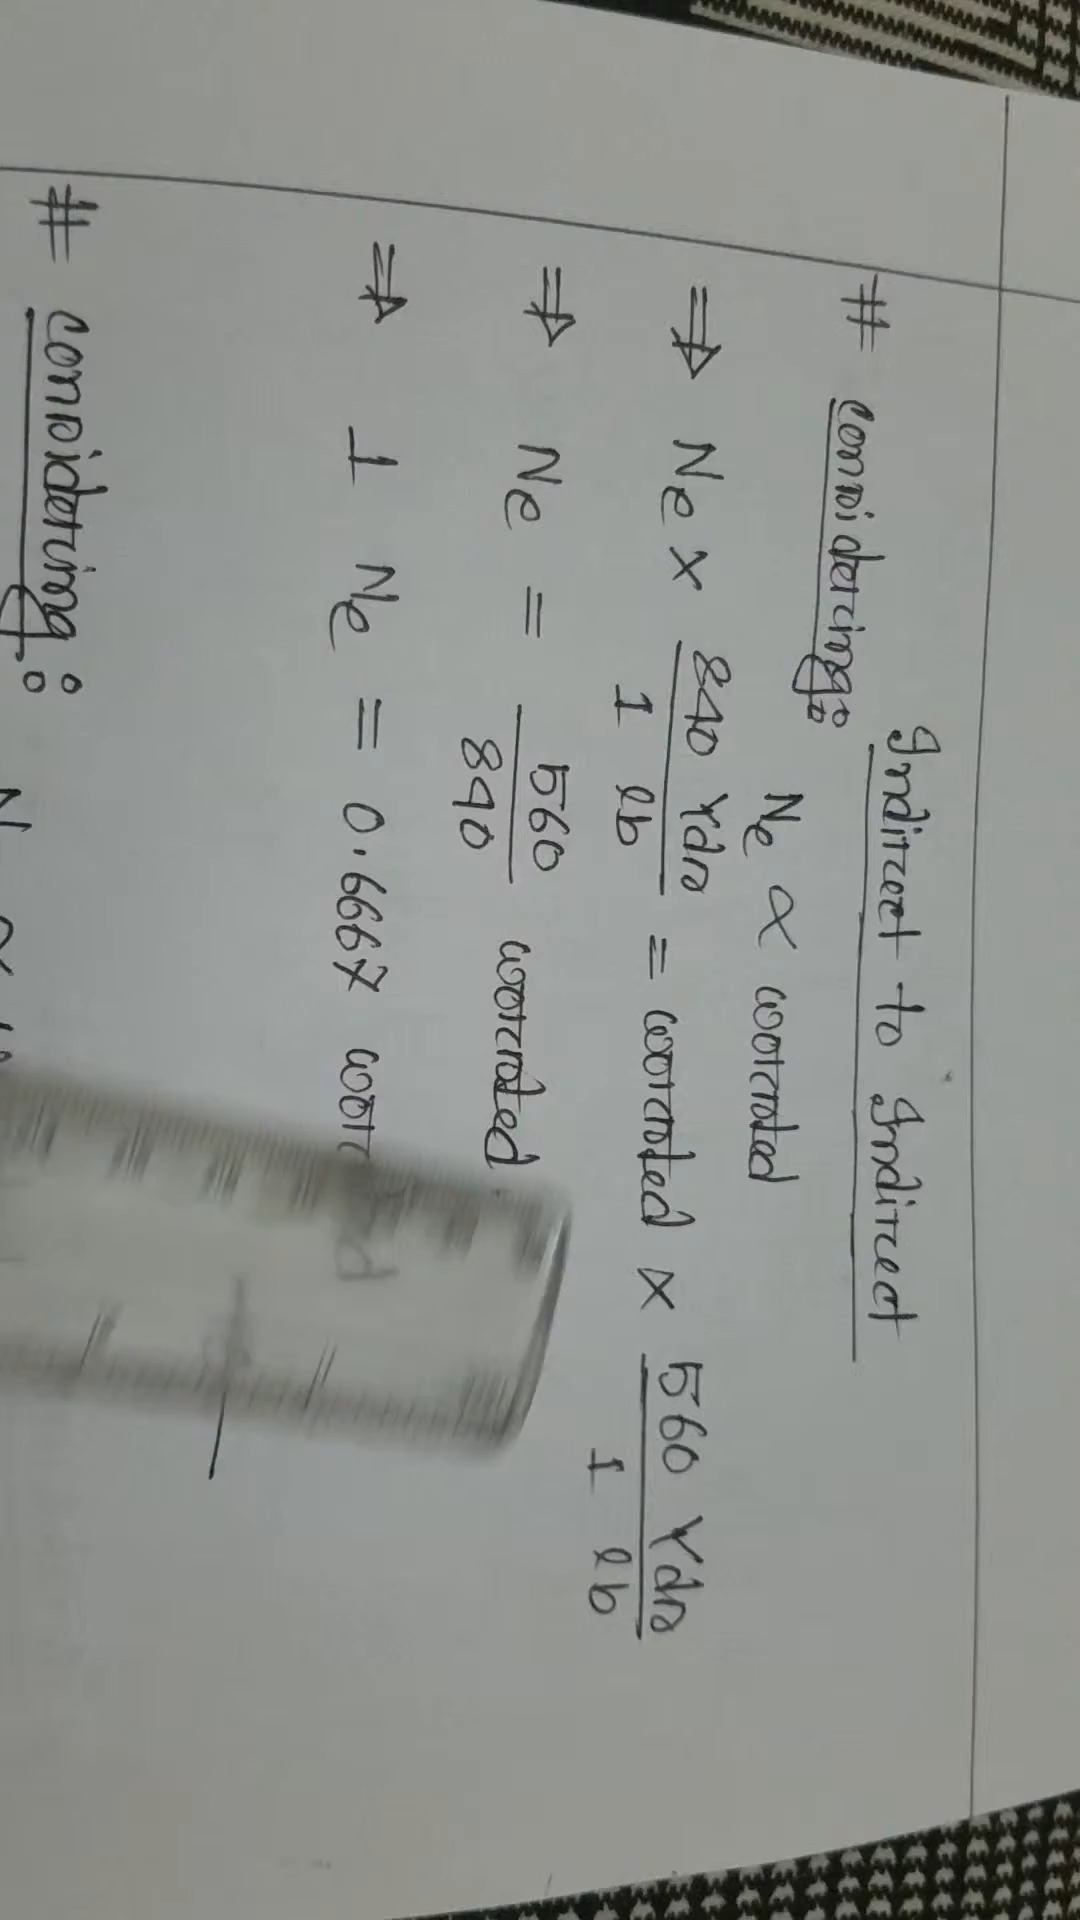 Indirect to Indirect
# Considering:
Ne ∝ worsted
⇒ Ne × 840 Yds / 1 lb = worsted × 560 Yds / 1 lb
⇒ Ne = 560 / 840 worsted
⇒ 1 Ne = 0.6667 worsted
# Considering: